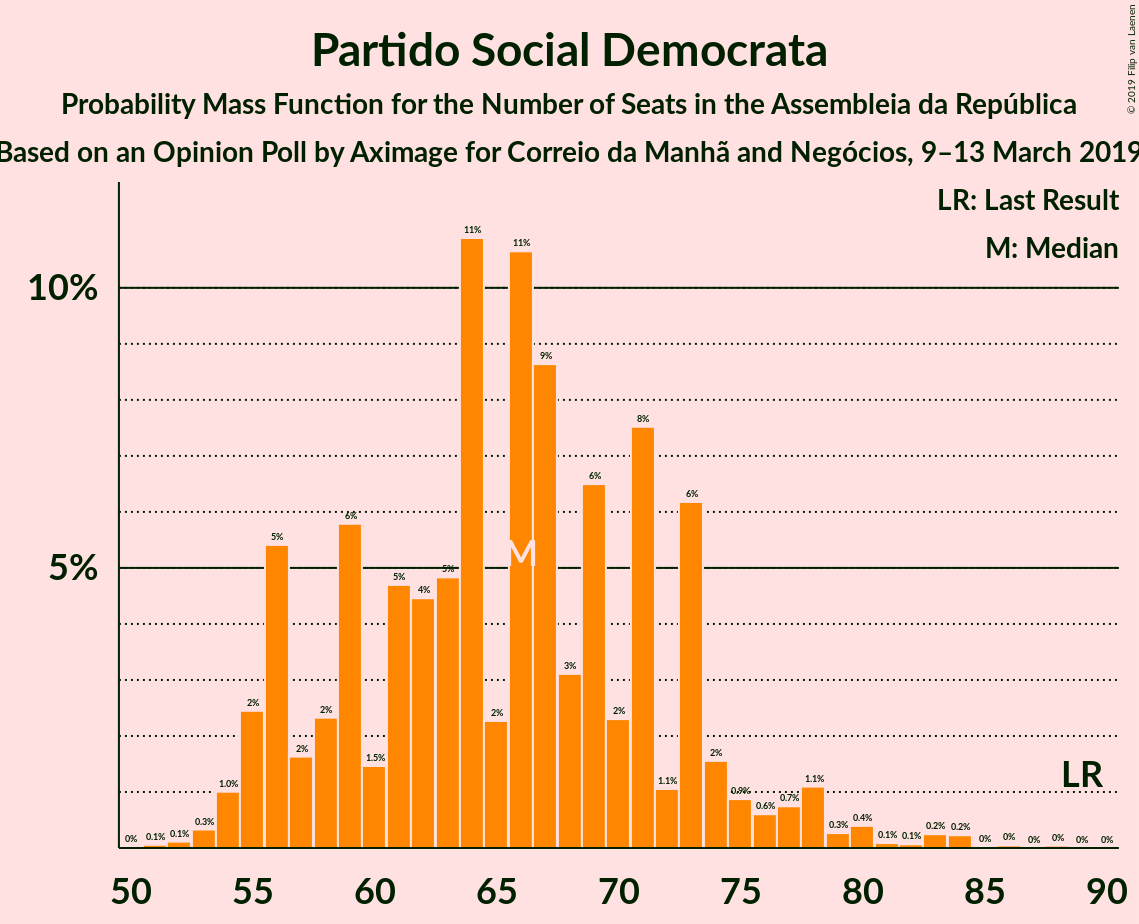 Partido Social Democrata
Probability Mass Function for the Number of Seats in the Assembleia da República
Based on an Opinion Poll by Aximage for Correio da Manhã and Negócios, 9–13 March 2019
© 2019 Filip van Laenen
LR: Last Result
M: Median
10%
5%
0% 0.1% 0.1% 0.3% 1.0% 2% 5% 2% 2% 6% 1.5% 5% 4% 5% 11% 2% 11% 9% 3% 6% 2% 8% 1.1% 6% 2% 0.9% 0.6% 0.7% 1.1% 0.3% 0.4% 0.1% 0.1% 0.2% 0.2% 0% 0% 0% 0% 0% 0%
M
LR
50 55 60 65 70 75 80 85 90